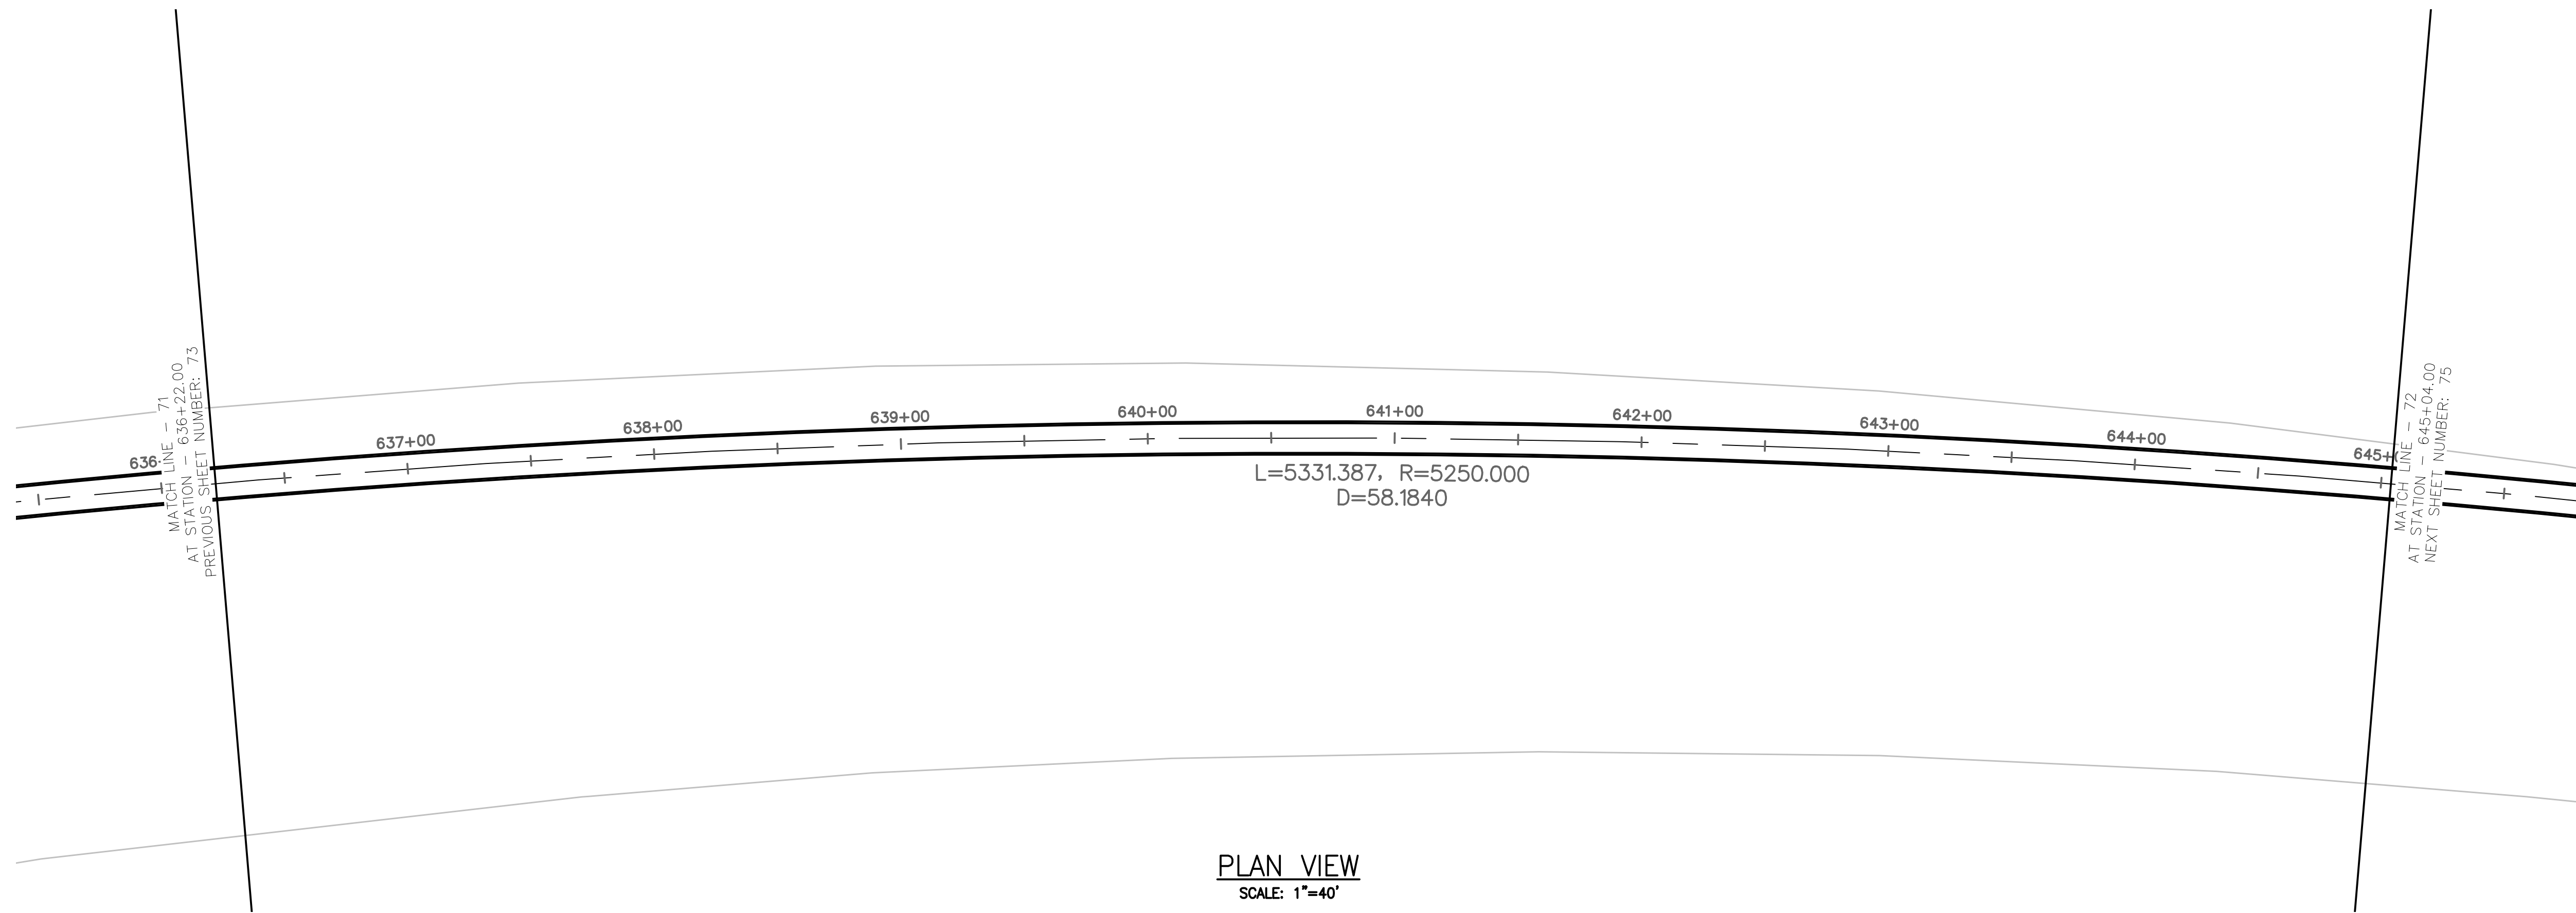 MATCH LINE - 71
AT STATION - 636+22.00
PREVIOUS SHEET NUMBER: 73
636
637+00
638+00
639+00
640+00
641+00
642+00
643+00
644+00
645+
L=5331.387, R=5250.000
D=58.1840
MATCH LINE - 72
AT STATION - 645+04.00
NEXT SHEET NUMBER: 75
PLAN VIEW
SCALE: 1"=40'